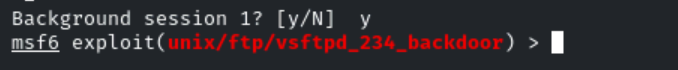 Background session 1? [y/N]  y
msf6 exploit(unix/ftp/vsftpd_234_backdoor) >